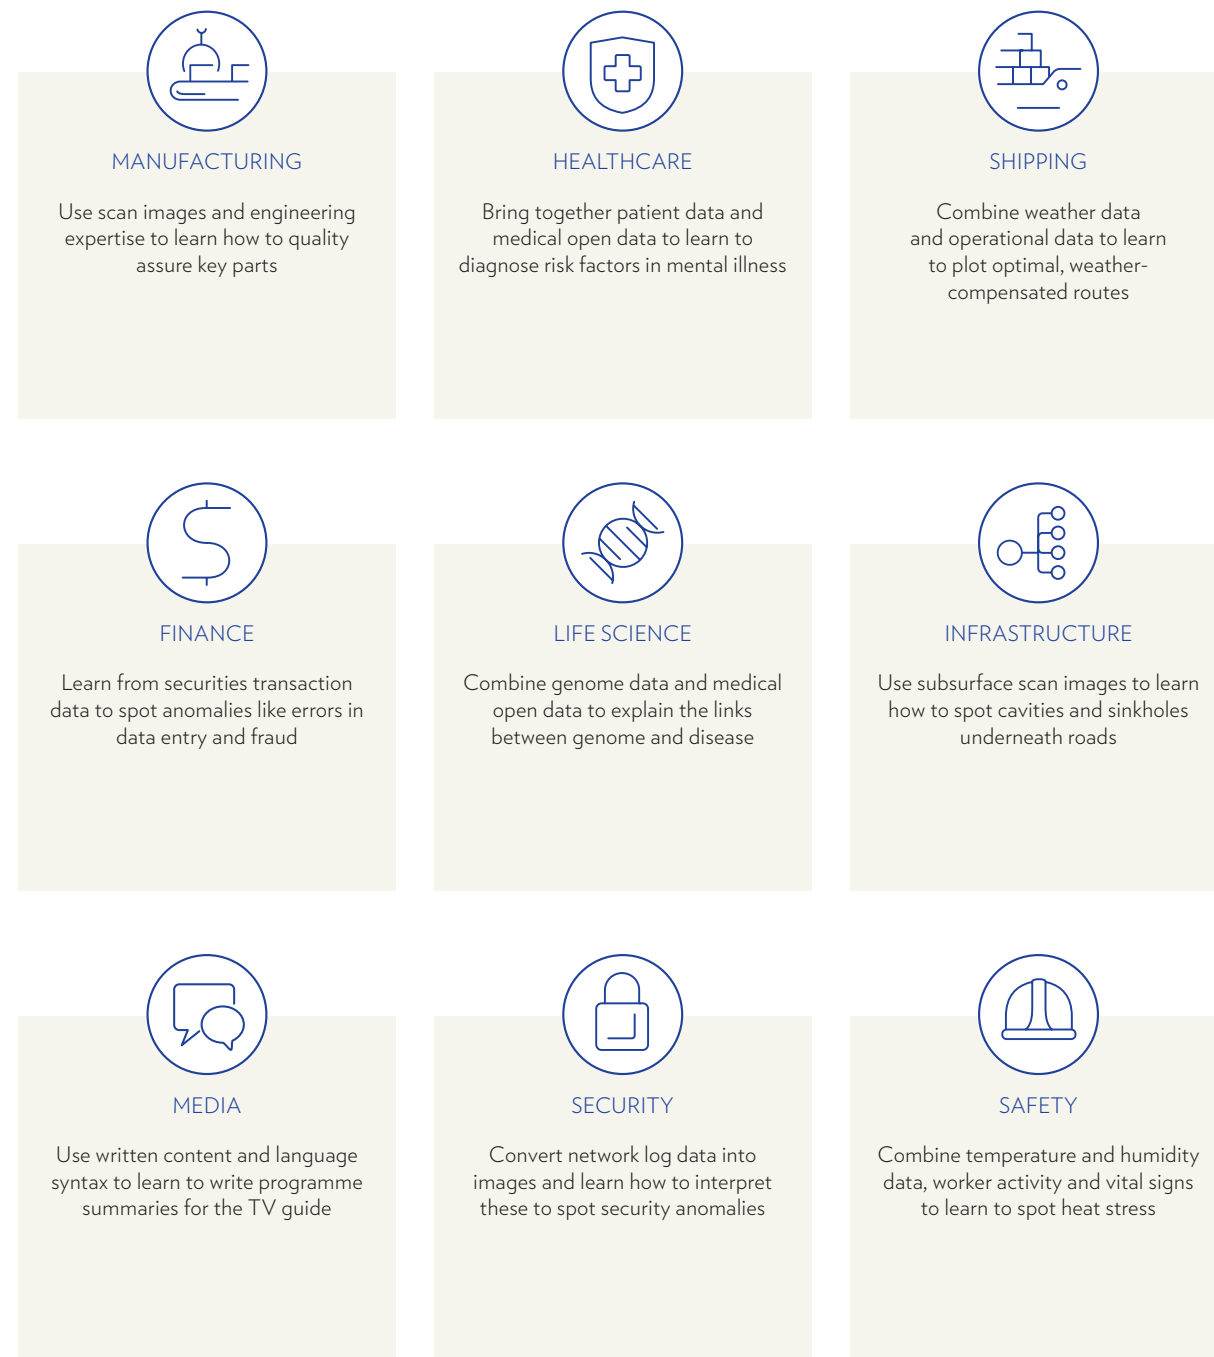 MANUFACTURING
Use scan images and engineering
expertise to learn how to quality
assure key parts
HEALTHCARE
Bring together patient data and
medical open data to learn to
diagnose risk factors in mental illness
SHIPPING
Combine weather data
and operational data to learn
to plot optimal, weather-
compensated routes
FINANCE
Learn from securities transaction
data to spot anomalies like errors in
data entry and fraud
LIFE SCIENCE
Combine genome data and medical
open data to explain the links
between genome and disease
INFRASTRUCTURE
Use subsurface scan images to learn
how to spot cavities and sinkholes
underneath roads
MEDIA
Use written content and language
syntax to learn to write programme
summaries for the TV guide
SECURITY
Convert network log data into
images and learn how to interpret
these to spot security anomalies
SAFETY
Combine temperature and humidity
data, worker activity and vital signs
to learn to spot heat stress